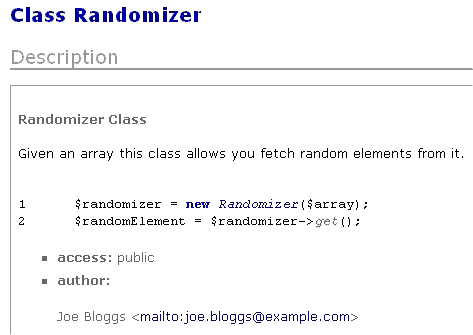 Class Randomizer
Description
Randomizer Class
Given an array this class allows you fetch random elements from it.
1 $randomizer = new Randomizer($array);
2 $randomElement = $randomizer->get();
access: public
author:
Joe Bloggs <mailto:joe.bloggs@example.com>